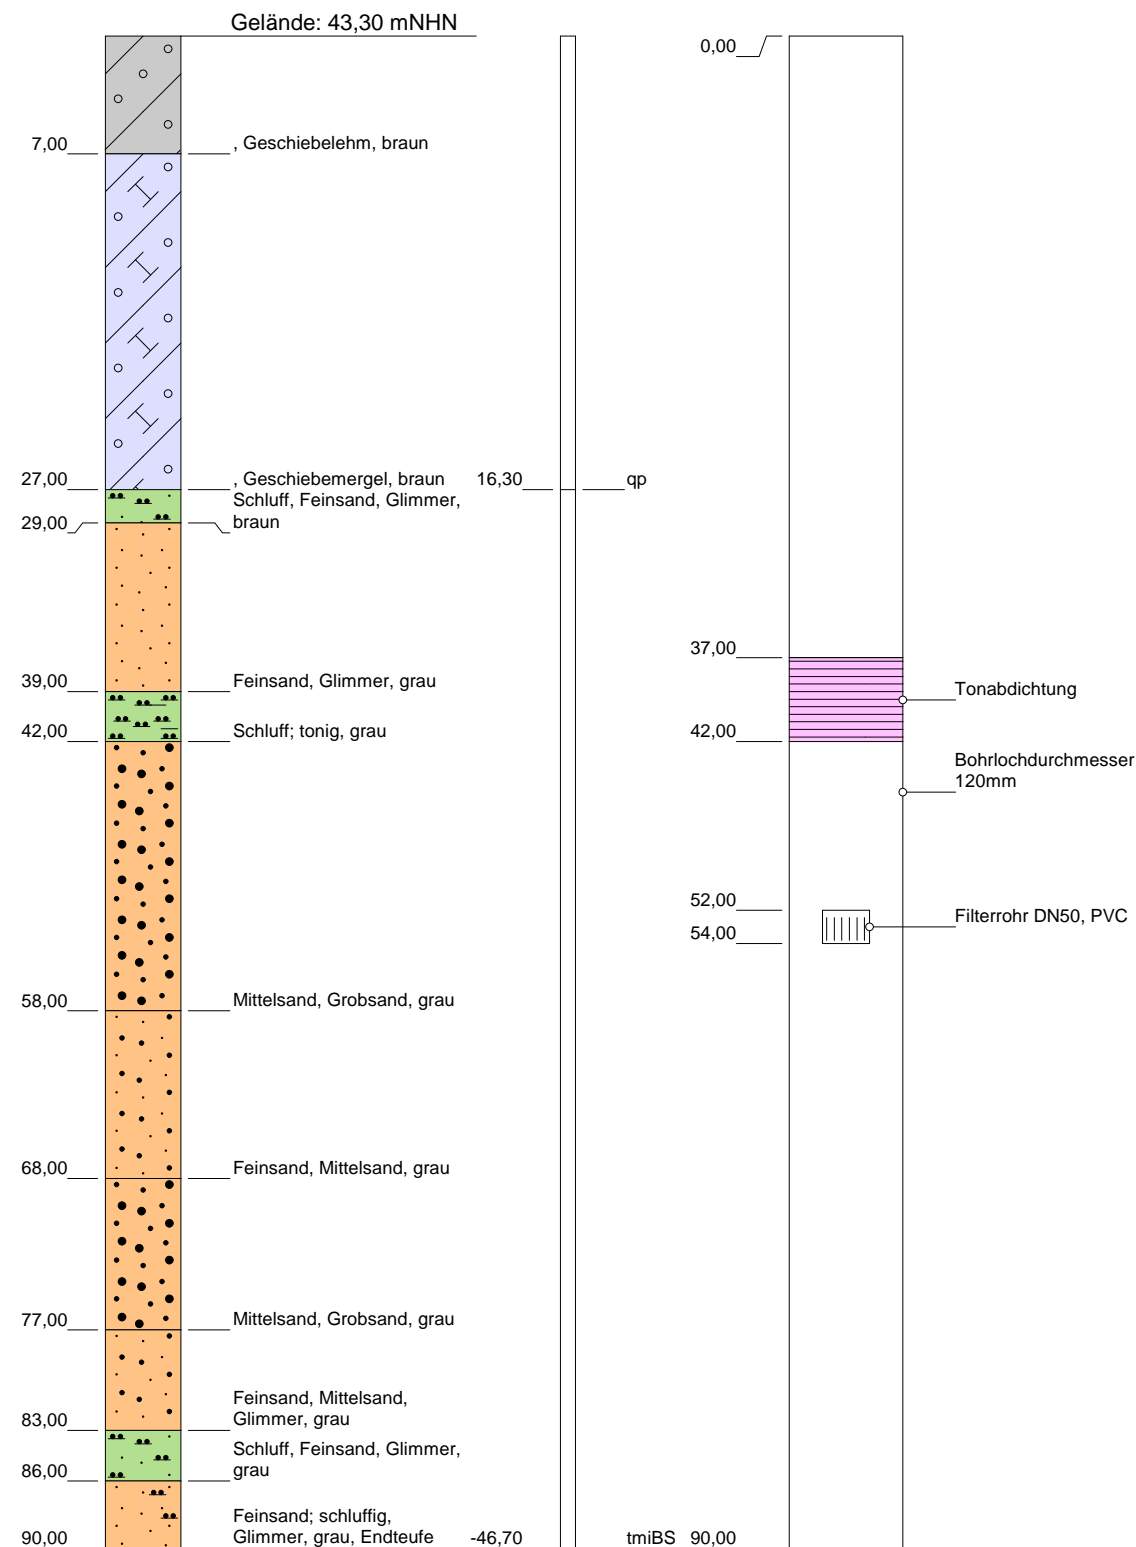 Gelände: 43,30 mNHN
0,00
7,00
, Geschiebelehm, braun
27,00
, Geschiebemergel, braun
16,30
qp
Schluff, Feinsand, Glimmer,
braun
29,00
37,00
39,00
Feinsand, Glimmer, grau
Tonabdichtung
42,00
Schluff; tonig, grau
42,00
Bohrlochdurchmesser
120mm
52,00
Filterrohr DN50, PVC
54,00
58,00
Mittelsand, Grobsand, grau
68,00
Feinsand, Mittelsand, grau
77,00
Mittelsand, Grobsand, grau
Feinsand, Mittelsand,
Glimmer, grau
83,00
Schluff, Feinsand, Glimmer,
grau
86,00
Feinsand; schluffig,
Glimmer, grau, Endteufe
90,00
-46,70
tmiBS
90,00